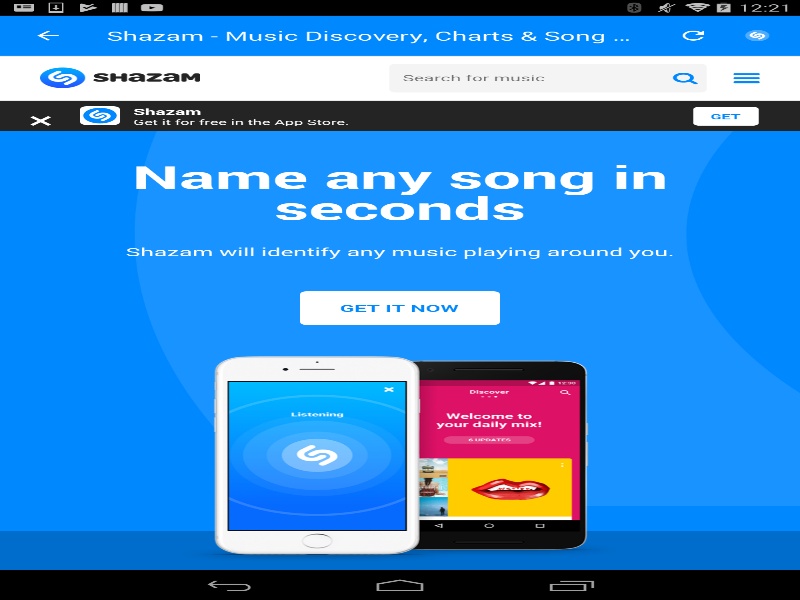 12:21
Shazam - Music Discovery, Charts & Song ...
SHAZAM
Search for music
Shazam
Get it for free in the App Store.
GET
Name any song in
seconds
Shazam will identify any music playing around you.
GET IT NOW
Listening
12:30
Discover
Welcome to
your daily mix!
6 UPDATES